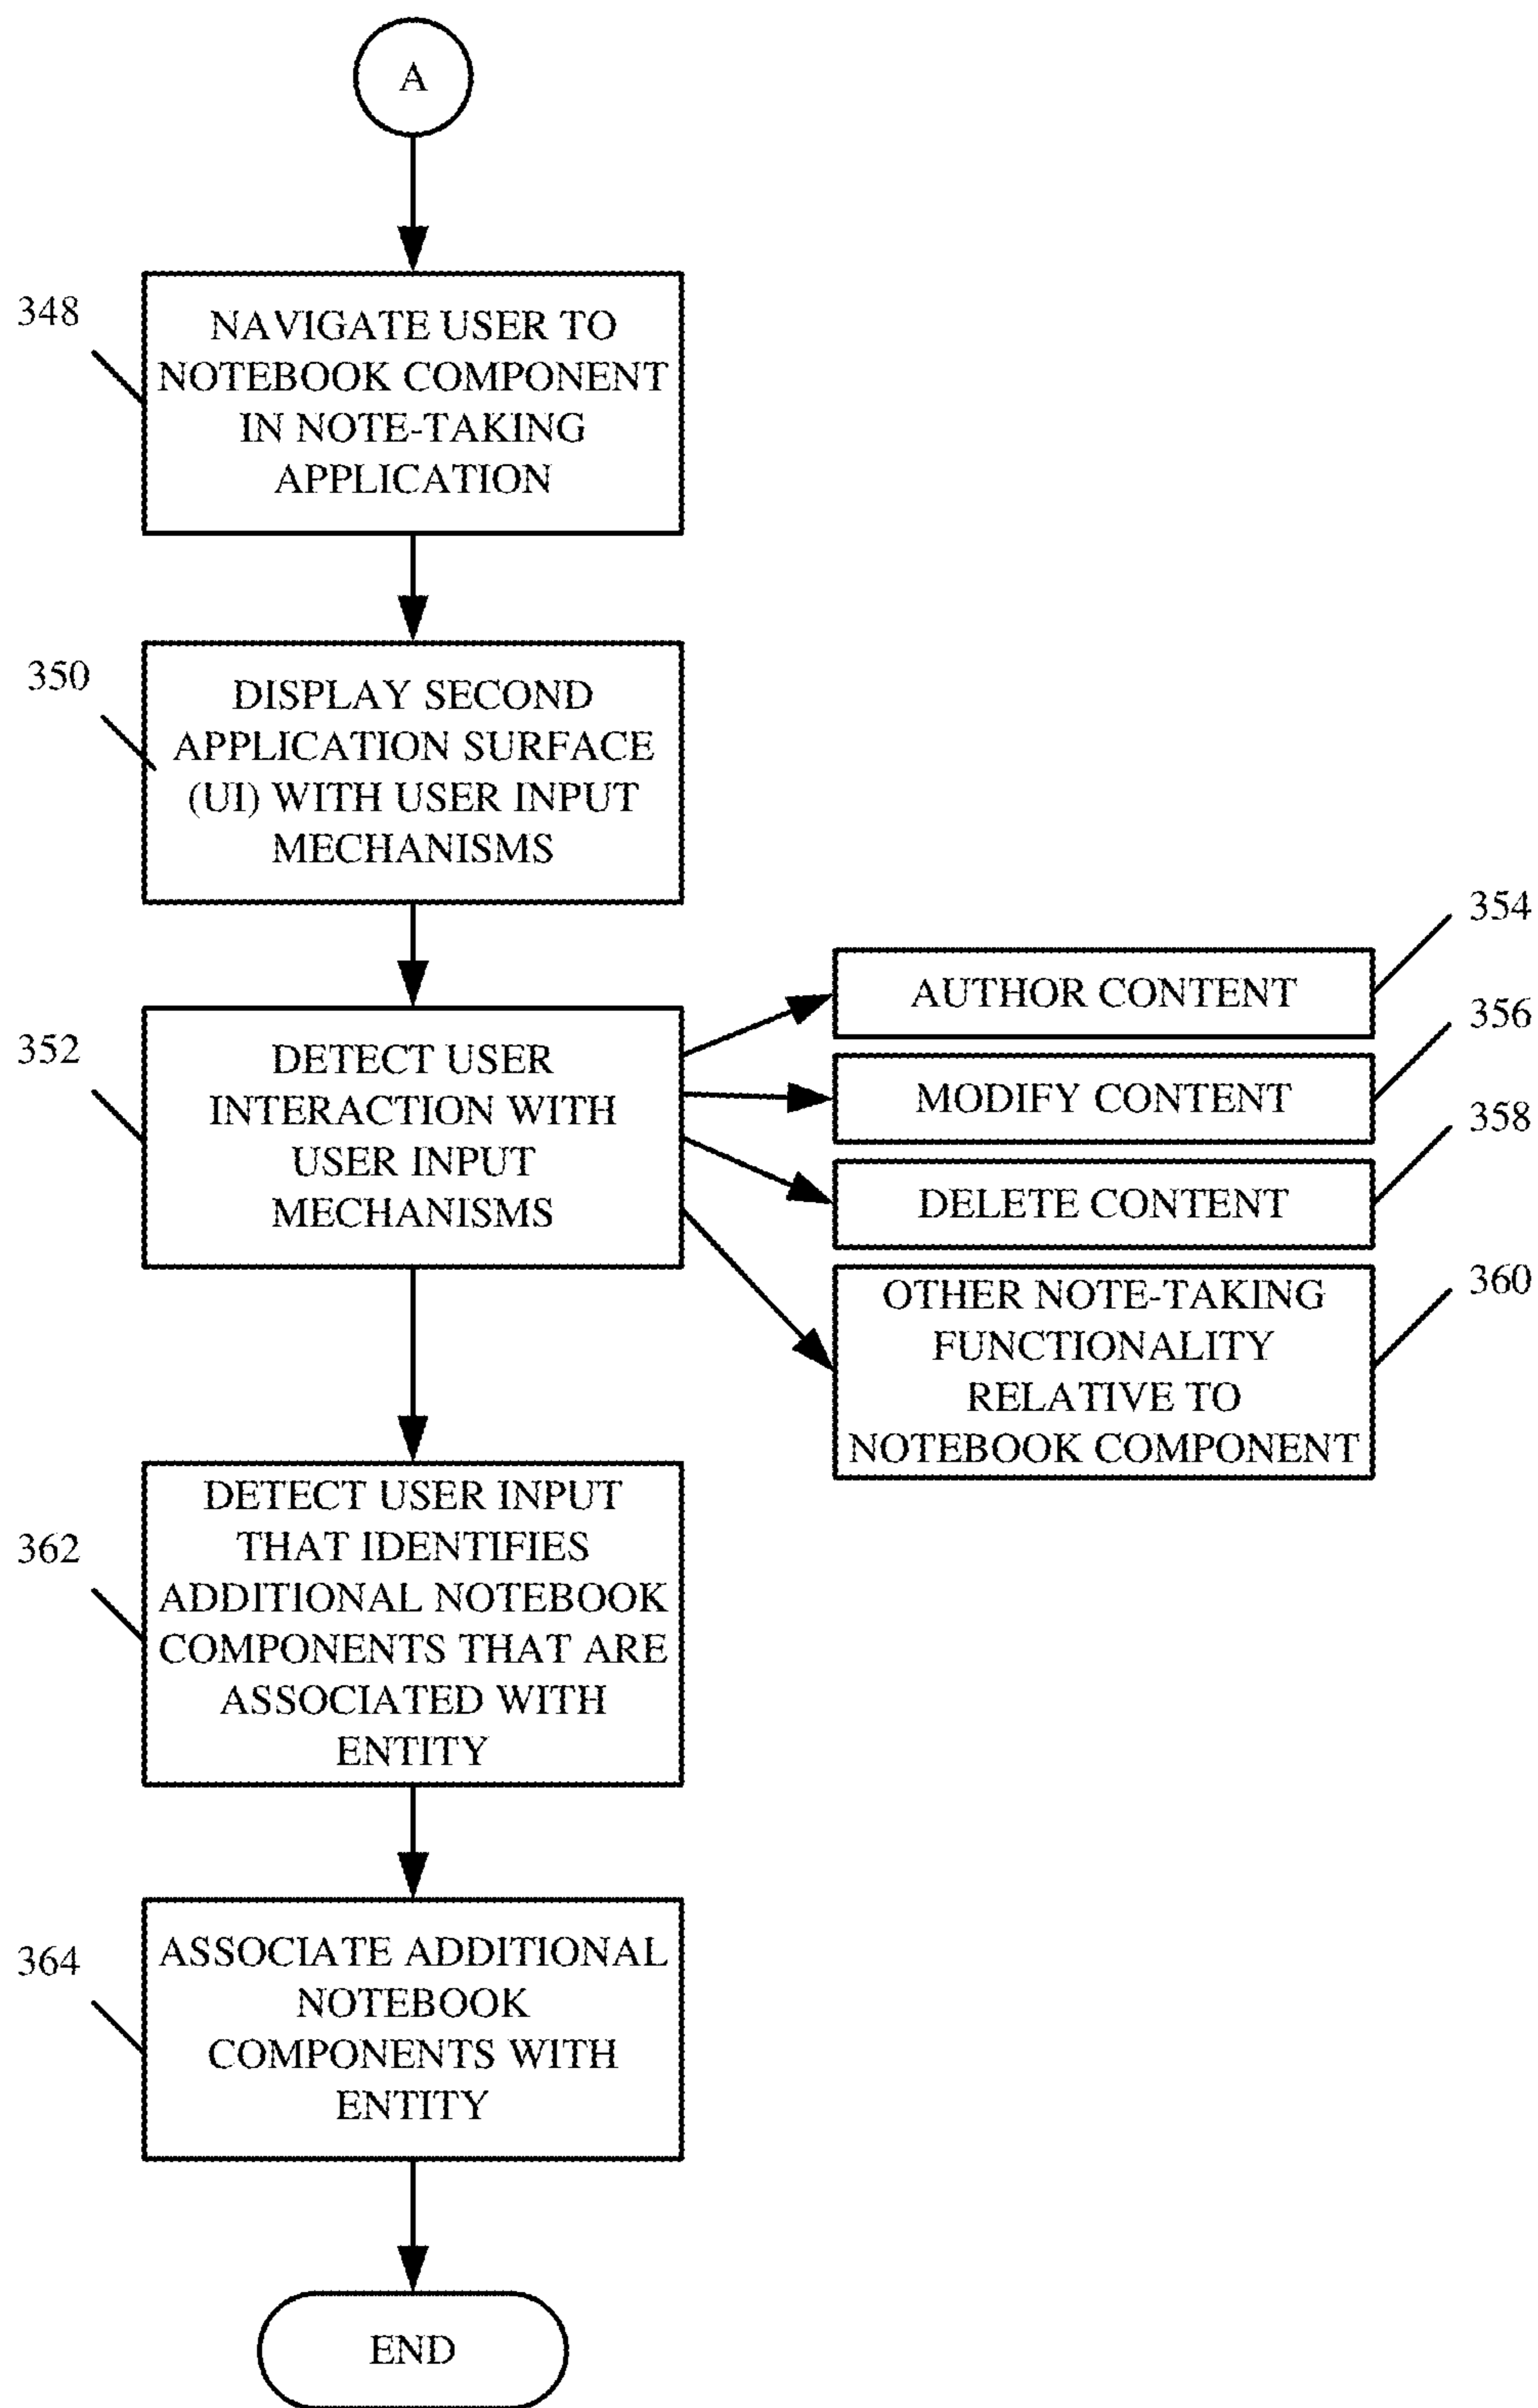 A
348
NAVIGATE USER TO
NOTEBOOK COMPONENT
IN NOTE-TAKING
APPLICATION
350
DISPLAY SECOND
APPLICATION SURFACE
(UI) WITH USER INPUT
MECHANISMS
352
DETECT USER
INTERACTION WITH
USER INPUT
MECHANISMS
354
AUTHOR CONTENT
356
MODIFY CONTENT
358
DELETE CONTENT
360
OTHER NOTE-TAKING
FUNCTIONALITY
RELATIVE TO
NOTEBOOK COMPONENT
362
DETECT USER INPUT
THAT IDENTIFIES
ADDITIONAL NOTEBOOK
COMPONENTS THAT ARE
ASSOCIATED WITH
ENTITY
364
ASSOCIATE ADDITIONAL
NOTEBOOK
COMPONENTS WITH
ENTITY
END